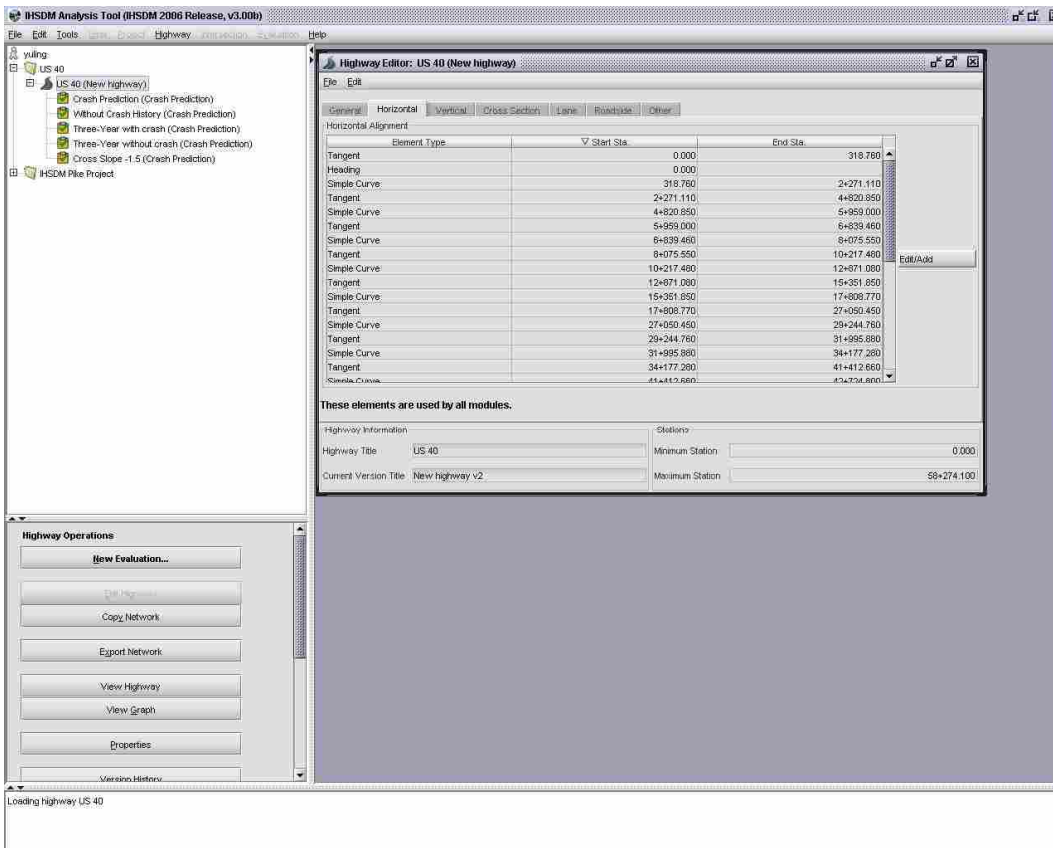 IHSDM Analysis Tool (IHSDM 2006 Release, v3.00b)
File Edit Tools Project Highway Intersection Evaluation Help
yuling
US 40
US 40 (New highway)
Crash Prediction (Crash Prediction)
Without Crash History (Crash Prediction)
Three-Year with crash (Crash Prediction)
Three-Year without crash (Crash Prediction)
Cross Slope -1.5 (Crash Prediction)
IHSDM Pike Project
Highway Editor: US 40 (New highway)
File Edit
General Horizontal Vertical Cross Section Lane Roadside Other
Horizontal Alignment
Element Type Start Sta. End Sta.
Tangent 0.000 318.760
Heading 0.000
Simple Curve 318.760 2+271.110
Tangent 2+271.110 4+820.850
Simple Curve 4+820.850 5+959.000
Tangent 5+959.000 6+839.460
Simple Curve 6+839.460 8+075.550
Tangent 8+075.550 10+217.480
Simple Curve 10+217.480 12+871.080
Tangent 12+871.080 15+351.850
Simple Curve 15+351.850 17+808.770
Tangent 17+808.770 27+050.450
Simple Curve 27+050.450 29+244.760
Tangent 29+244.760 31+995.880
Simple Curve 31+995.880 34+177.280
Tangent 34+177.280 41+412.660
Simple Curve 41+412.660
Edit/Add
These elements are used by all modules.
Highway Information
Highway Title US 40
Current Version Title New highway v2
Stations
Minimum Station 0.000
Maximum Station 58+274.100
Highway Operations
New Evaluation...
Edit Highway
Copy Network
Export Network
View Highway
View Graph
Properties
Version History
Loading highway US 40